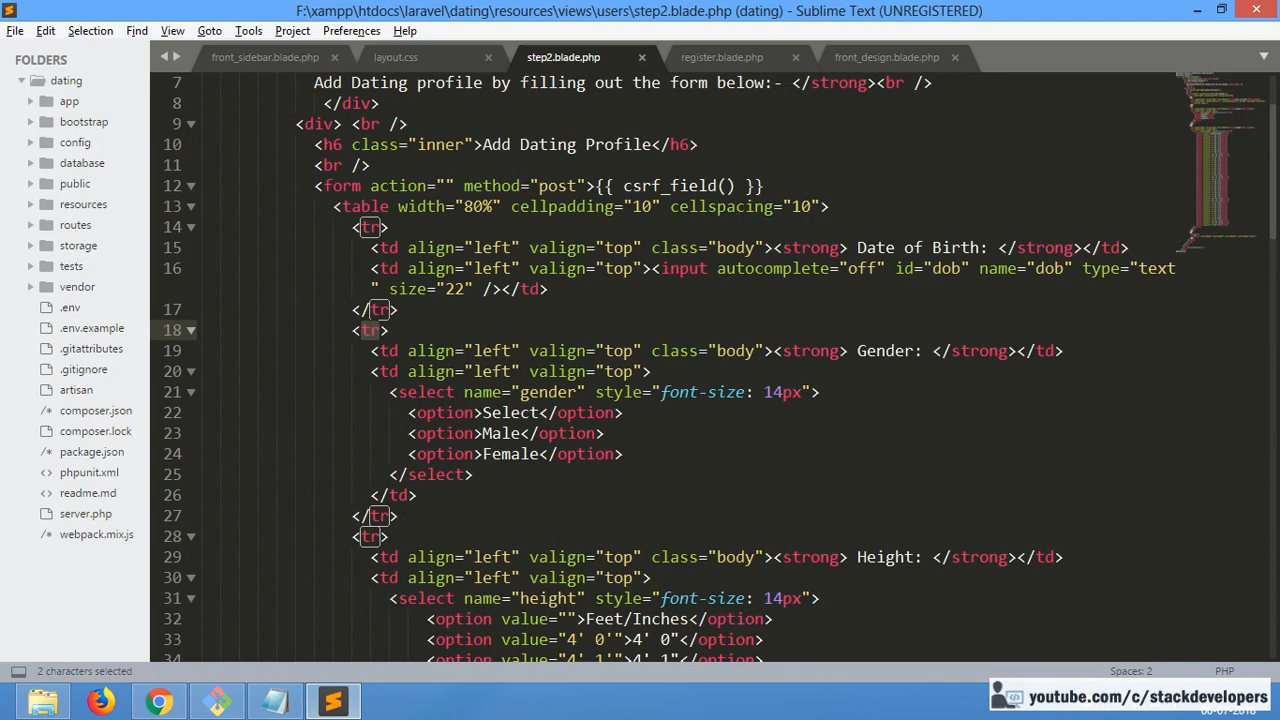 F:\xampp\htdocs\laravel\dating\resources\views\users\step2.blade.php (dating) - Sublime Text (UNREGISTERED)
File Edit Selection Find View Goto Tools Project Preferences Help
FOLDERS
dating
app
bootstrap
config
database
public
resources
routes
storage
tests
vendor
.env
.env.example
.gitattributes
.gitignore
artisan
composer.json
composer.lock
package.json
phpunit.xml
readme.md
server.php
webpack.mix.js
front_sidebar.blade.php layout.css step2.blade.php register.blade.php front_design.blade.php
7 Add Dating profile by filling out the form below:- </strong><br />
8 </div>
9 <div> <br />
10 <h6 class="inner">Add Dating Profile</h6>
11 <br />
12 <form action="" method="post">{{ csrf_field() }}
13 <table width="80%" cellpadding="10" cellspacing="10">
14 <tr>
15 <td align="left" valign="top" class="body"><strong> Date of Birth: </strong></td>
16 <td align="left" valign="top"><input autocomplete="off" id="dob" name="dob" type="text
" size="22" /></td>
17 </tr>
18 <tr>
19 <td align="left" valign="top" class="body"><strong> Gender: </strong></td>
20 <td align="left" valign="top">
21 <select name="gender" style="font-size: 14px">
22 <option>Select</option>
23 <option>Male</option>
24 <option>Female</option>
25 </select>
26 </td>
27 </tr>
28 <tr>
29 <td align="left" valign="top" class="body"><strong> Height: </strong></td>
30 <td align="left" valign="top">
31 <select name="height" style="font-size: 14px">
32 <option value="">Feet/Inches</option>
33 <option value="4' 0'">4' 0"</option>
34 <option value="4' 1'">4' 1"</option>
2 characters selected Spaces: 2 PHP
youtube.com/c/stackdevelopers